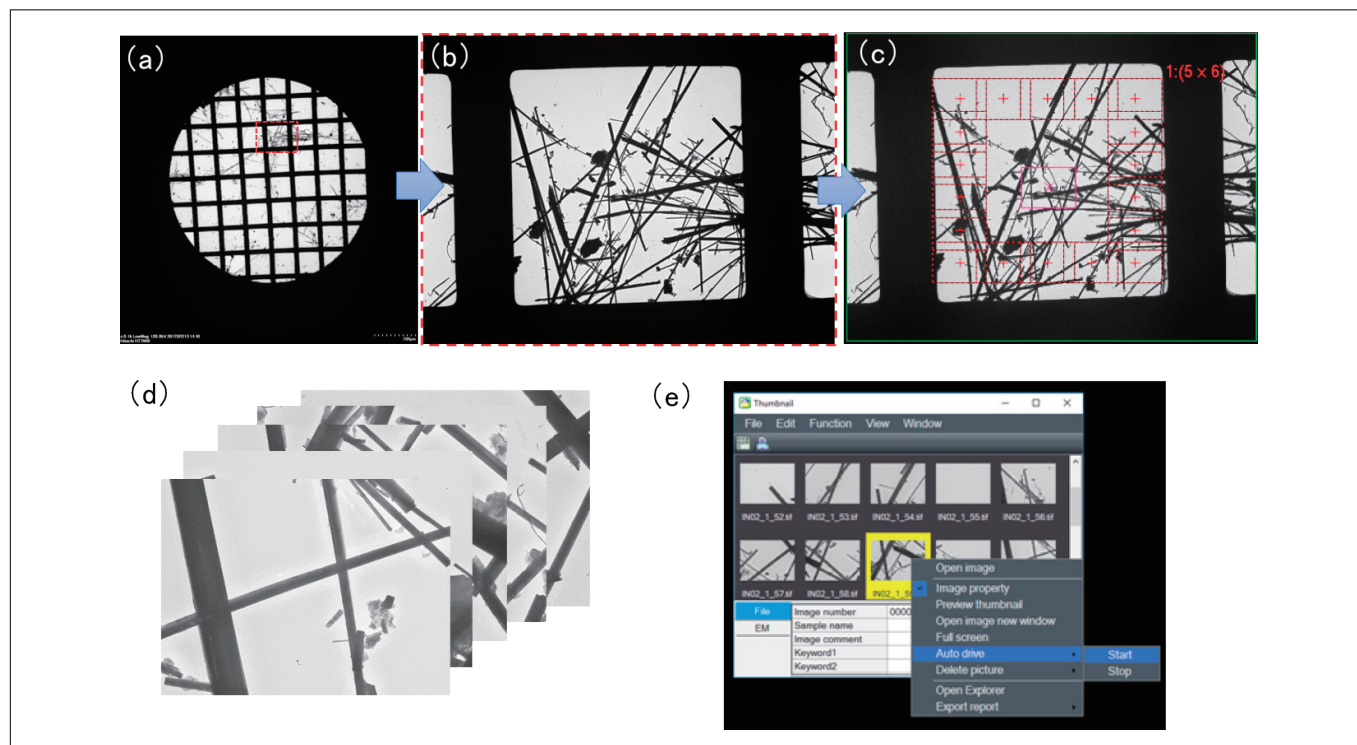 (a)
(b)
(c)
1:(5 × 6)
(d)
(e)
Thumbnail
File Edit Function View Window
IN02_1_52.tif IN02_1_53.tif IN02_1_54.tif IN02_1_55.tif IN02_1_56.tif
IN02_1_57.tif IN02_1_58.tif
Open image
Image property
Preview thumbnail
Open image new window
Full screen
Auto drive
Start
Delete picture
Stop
Open Explorer
Export report
File
EM
Image number 0000
Sample name
Image comment
Keyword1
Keyword2